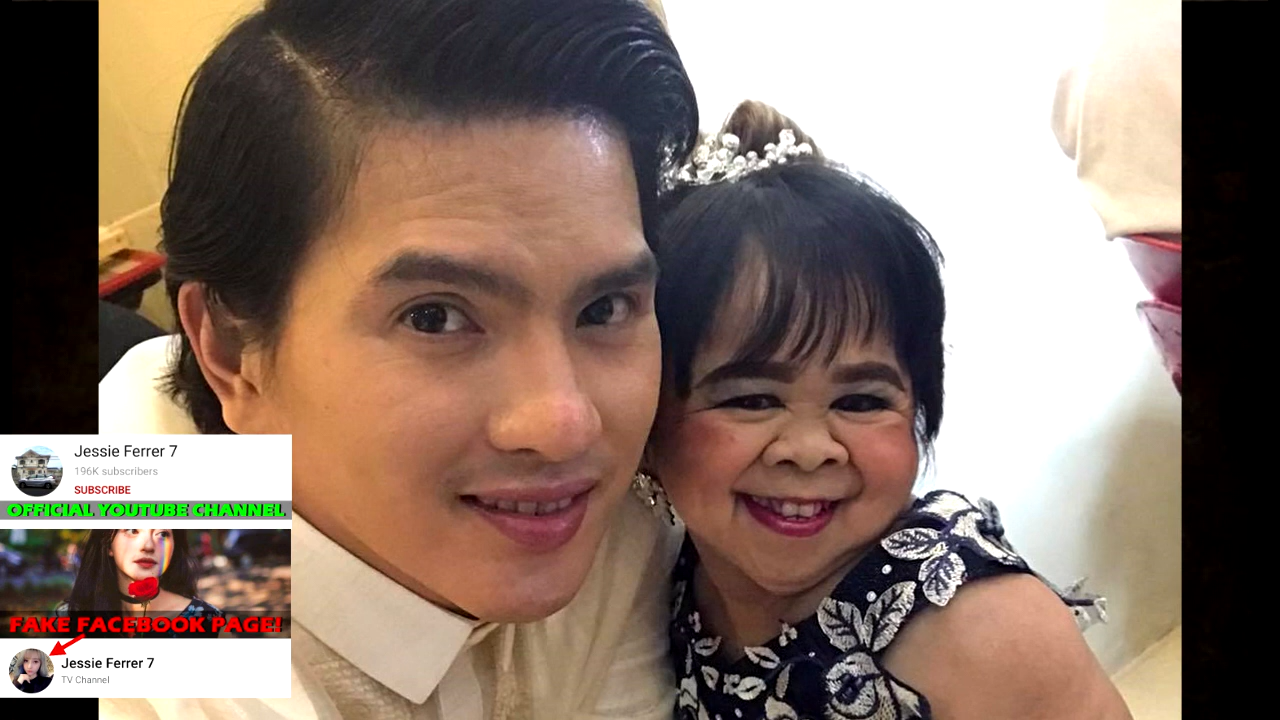 Jessie Ferrer 7
196K subscribers
SUBSCRIBE
OFFICIAL YOUTUBE CHANNEL
FAKE FACEBOOK PAGE!
Jessie Ferrer 7
TV Channel